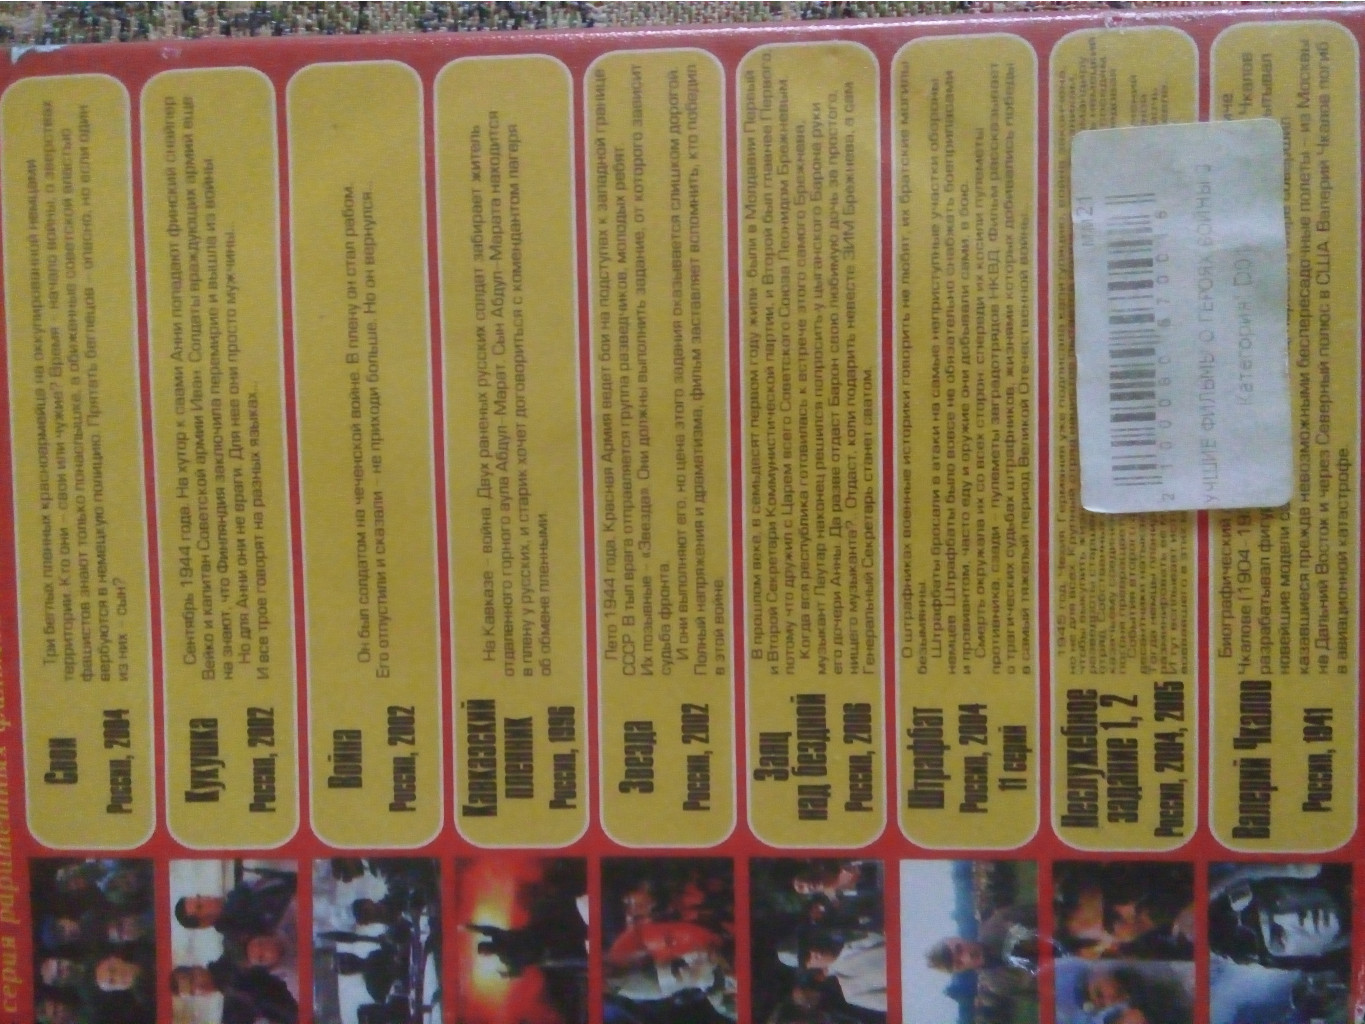 серия раритетных
Свои
Россия, 2004
Три беглых пленных красноармейца на оккупированной немцами
территории. Кто они - свои или чужие? Время - начало войны, о зверствах
фашистов знают только понаслышке, а обиженные советской властью
вербуются в немецкую полицию. Прятать беглецов - опасно, но если один
из них - сын?
Кукушка
Россия, 2002
Сентябрь 1944 года. На хутор к саами Анни попадают финский снайпер
Вейко и капитан Советской армии Иван. Солдаты враждующих армий еще
не знают, что Финляндия заключила перемирие и вышла из войны
Но для Анни они не враги. Для нее они просто мужчины...
И все трое говорят на разных языках...
Война
Россия, 2002
Он был солдатом на чеченской войне. В плену он стал рабом.
Его отпустили и сказали - не приходи больше. Но он вернулся...
Кавказский
пленник
Россия, 1996
На Кавказе - война. Двух раненых русских солдат забирает житель
отдаленного горного аула Абдул - Марат. Сын Абдул - Марата находится
в плену у русских, и старик хочет договориться с комендантом лагеря
об обмене пленными.
Звезда
Россия, 2002
Лето 1944 года. Красная Армия ведет бои на подступах к западной границе
СССР. В тыл врага отправляется группа разведчиков, молодых ребят.
Их позывные - «Звезда». Они должны выполнить задание, от которого зависит
судьба фронта.
И они выполняют его, но цена этого задания оказывается слишком дорогой
Полный напряжения и драматизма, фильм заставляет вспомнить, кто победил
в этой войне.
Заяц
над бездной
Россия, 2006
В прошлом веке, в семьдесят первом году жили были в Молдавии Первый
и Второй Секретари Коммунистической партии, и Второй был главнее Первого,
потому что дружил с Царем всего Советского Союза Леонидом Брежневым.
Когда вся республика готовилась к встрече этого самого Брежнева,
музыкант Лаутар наконец решился попросить у цыганского Барона руки
его дочери Анны. Да разве отдаст Барон свою любимую дочь за простого,
нищего музыканта? Отдаст, коли подарить невесте ЗИМ Брежнева, а сам
Генеральный Секретарь станет сватом.
Штрафбат
Россия, 2004
11 серий
О штрафниках военные историки говорить не любят, их братские могилы
безымянны.
Штрафбаты бросали в атаки на самые неприступные участки обороны
немцев. Штрафбаты было вовсе не обязательно снабжать боеприпасами
и провиантом, часто еду и оружие они добывали сами, в бою.
Смерть окружала их со всех сторон: спереди их косили пулеметы
противника, сзади - пулеметы заградотрядов НКВД. Фильм рассказывает
о трагических судьбах штрафников, жизнями которых добивались победы
в самый тяжелый период Великой Отечественной войны.
Неслужебное
задание 1, 2
Россия, 2004, 2005
1945 год. Чехия. Германия уже подписала капитуляцию, война закончена,
но не для всех.
Валерий Чкалов
Россия, 1941
Биографический
Чкалове (1904 - 19
разрабатывал фигу
новейшие модели с
казавшиеся прежде невозможными беспересадочные полеты - из Москвы
на Дальний Восток и через Северный полюс в США. Валерий Чкалов погиб
в авиационной катастрофе.
2 100080 670046
УЧШИЕ ФИЛЬМЫ О ГЕРОЯХ ВОЙНЫ 2
Категория